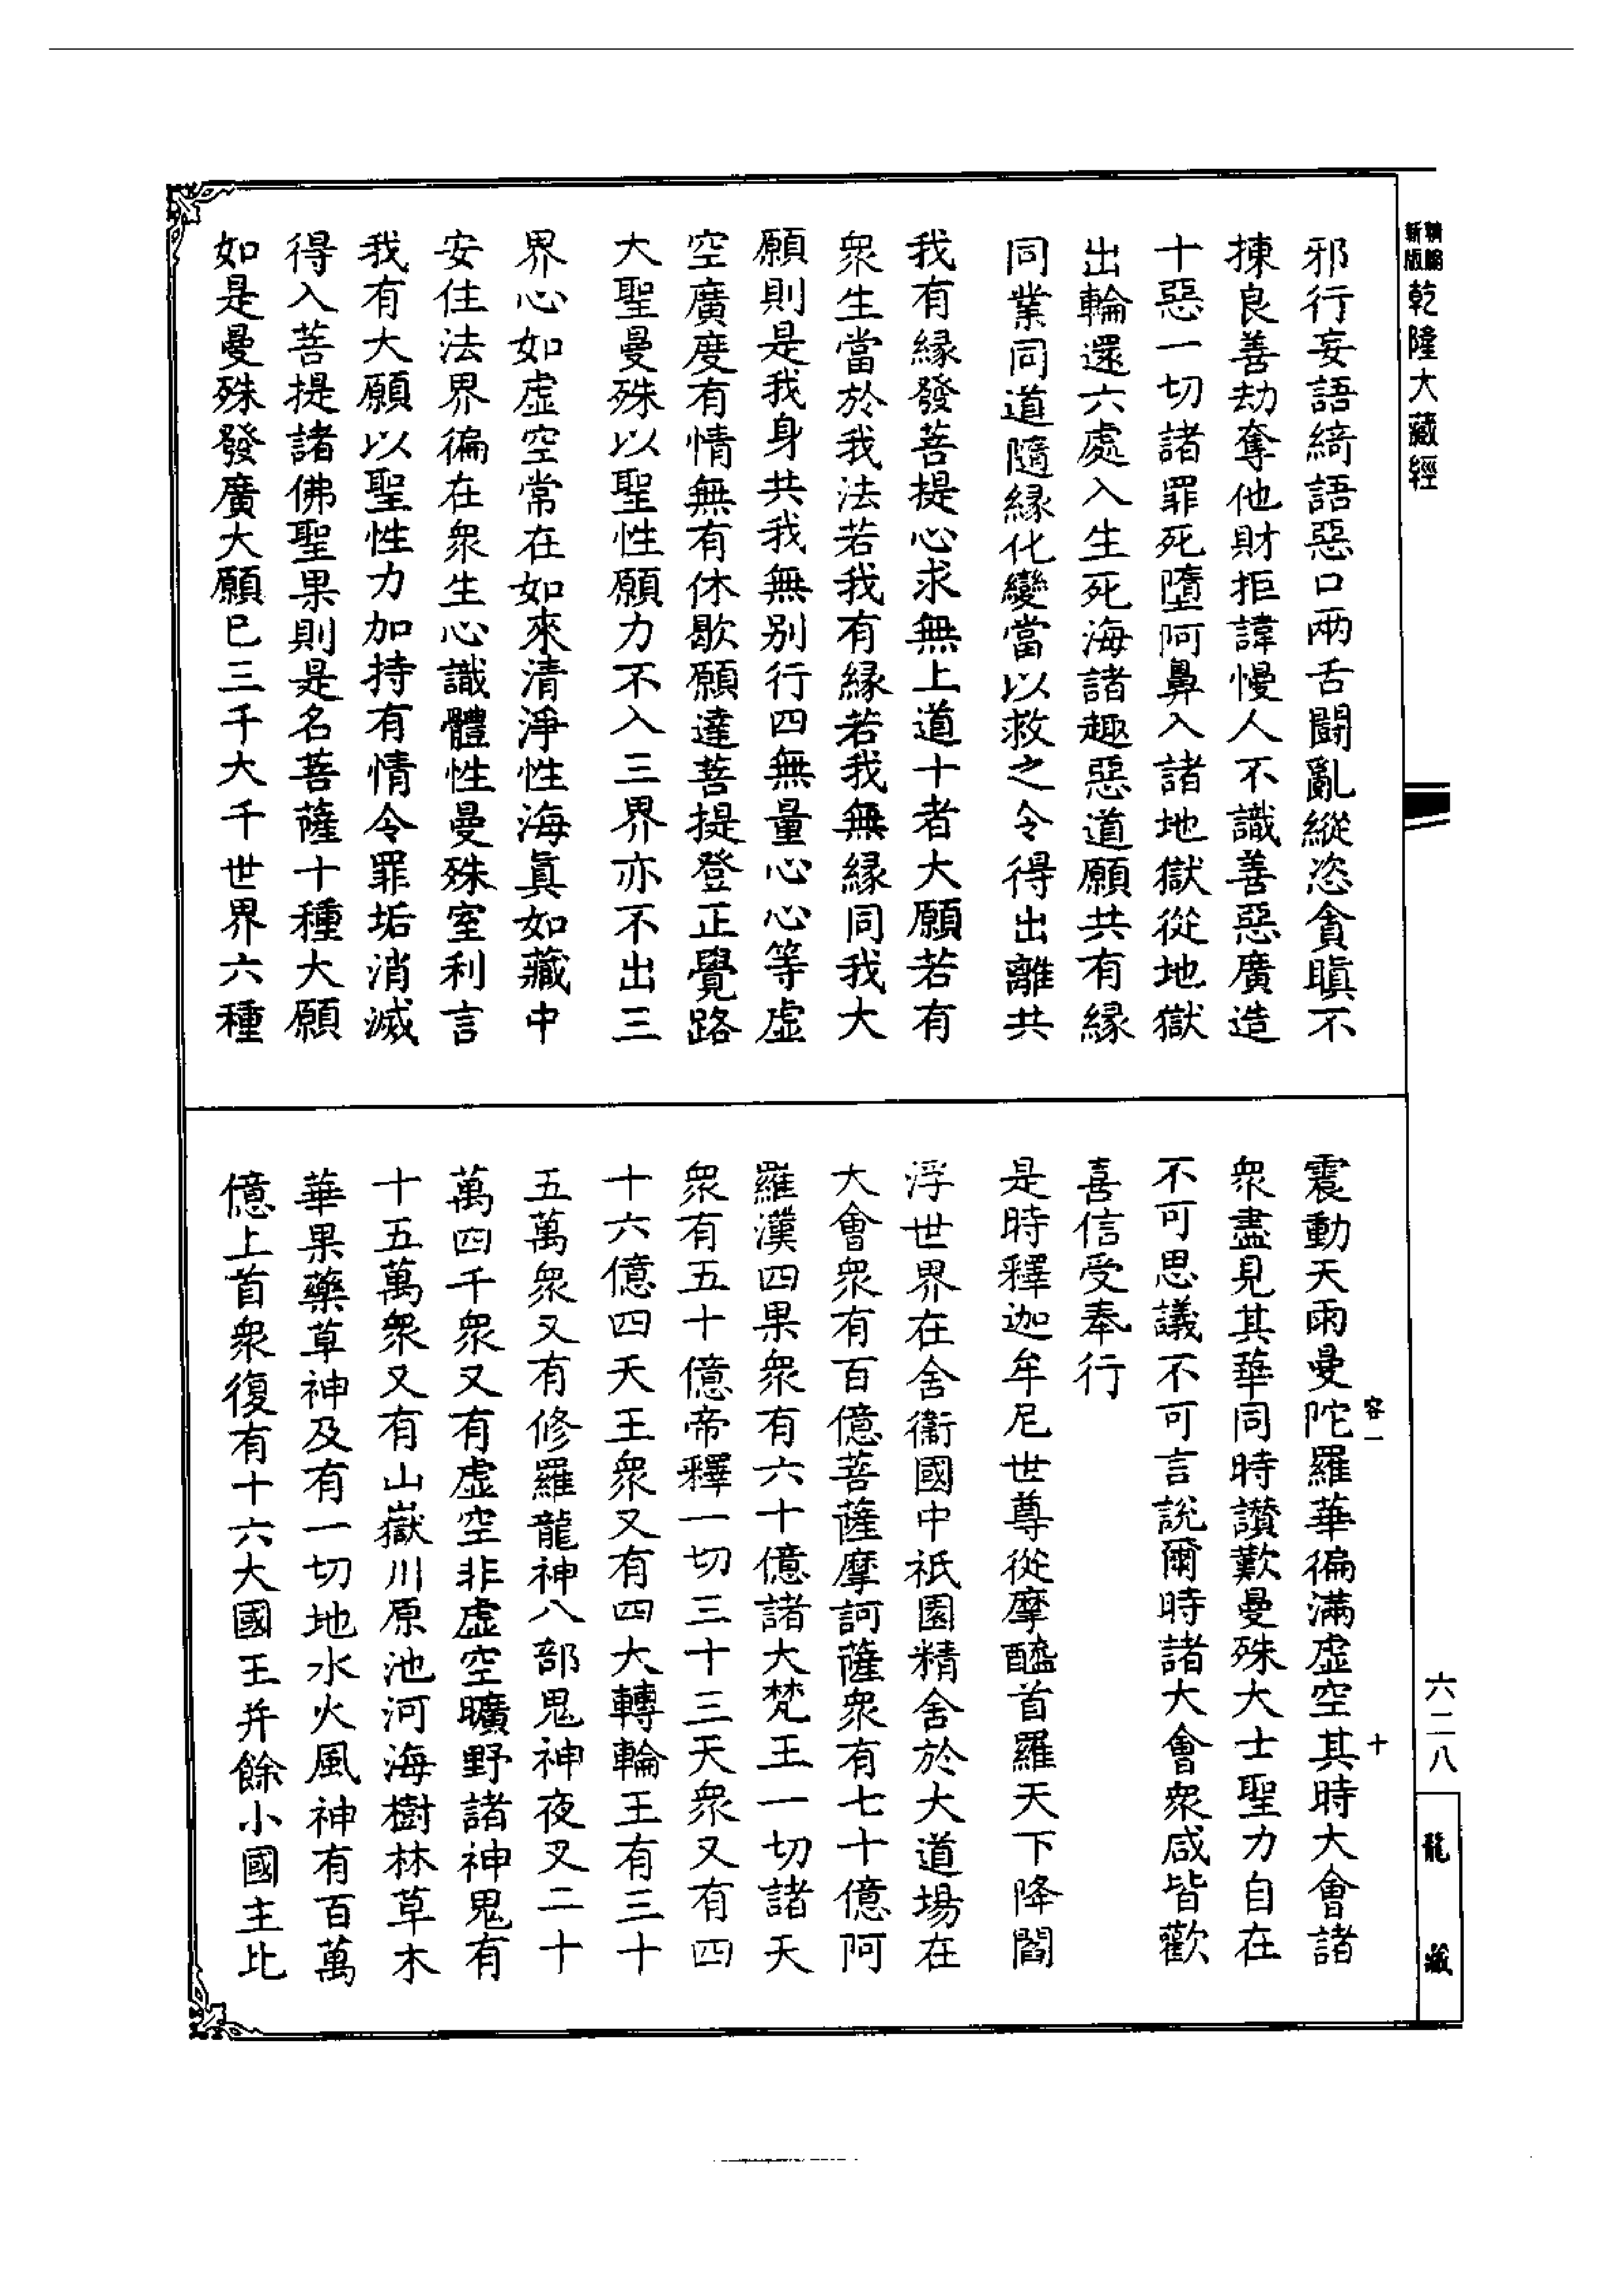 精編
新版
乾隆大藏經
邪行妄語綺語惡口兩舌鬪亂縱恣貪瞋不
揀良善劫奪他財拒諱慢人不識善惡廣造
十惡一切諸罪死墮阿鼻入諸地獄從地獄
出輪還六處入生死海諸趣惡道願共有緣
同業同道隨緣化變當以救之令得出離共
我有緣發菩提心求無上道十者大願若有
衆生當於我法若我有緣若我無緣同我大
願則是我身共我無別行四無量心心等虛
空廣度有情無有休歇願達菩提登正覺路
大聖曼殊以聖性願力不入三界亦不出三
界心如虛空常在如來清淨性海眞如藏中
安住法界徧在衆生心識體性曼殊室利言
我有大願以聖性力加持有情令罪垢消滅
得入菩提諸佛聖果則是名菩薩十種大願
如是曼殊發廣大願已三千大千世界六種
容一
十
震動天雨曼陀羅華徧滿虛空其時大會諸
衆盡見其華同時讚歎曼殊大士聖力自在
不可思議不可言說爾時諸大會衆咸皆歡
喜信受奉行
是時釋迦牟尼世尊從摩醯首羅天下降閻
浮世界在舍衞國中祇園精舍於大道場在
大會衆有百億菩薩摩訶薩衆有七十億阿
羅漢四果衆有六十億諸大梵王一切諸天
衆有五十億帝釋一切三十三天衆又有四
十六億四天王衆又有四大轉輪王有三十
五萬衆又有修羅龍神八部鬼神夜叉二十
萬四千衆又有虛空非虛空曠野諸神鬼有
十五萬衆又有山嶽川原池河海樹林草木
華果藥草神及有一切地水火風神有百萬
億上首衆復有十六大國王并餘小國主比
六二八
龍藏